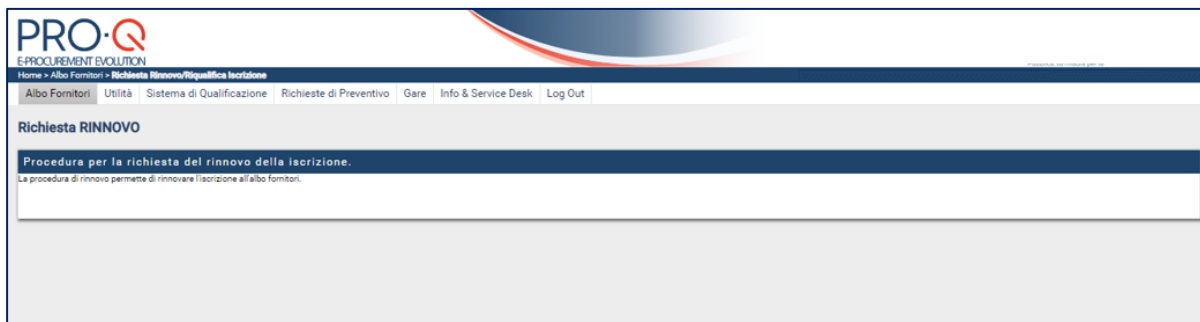 PRO·Q
E-PROCUREMENT EVOLUTION
Home > Albo Fornitori > Richiesta Rinnovo/Riqualifica Iscrizione
Albo Fornitori Utilità Sistema di Qualificazione Richieste di Preventivo Gare Info & Service Desk Log Out
Richiesta RINNOVO
Procedura per la richiesta del rinnovo della iscrizione.
La procedura di rinnovo permette di rinnovare l'iscrizione all'albo fornitori.